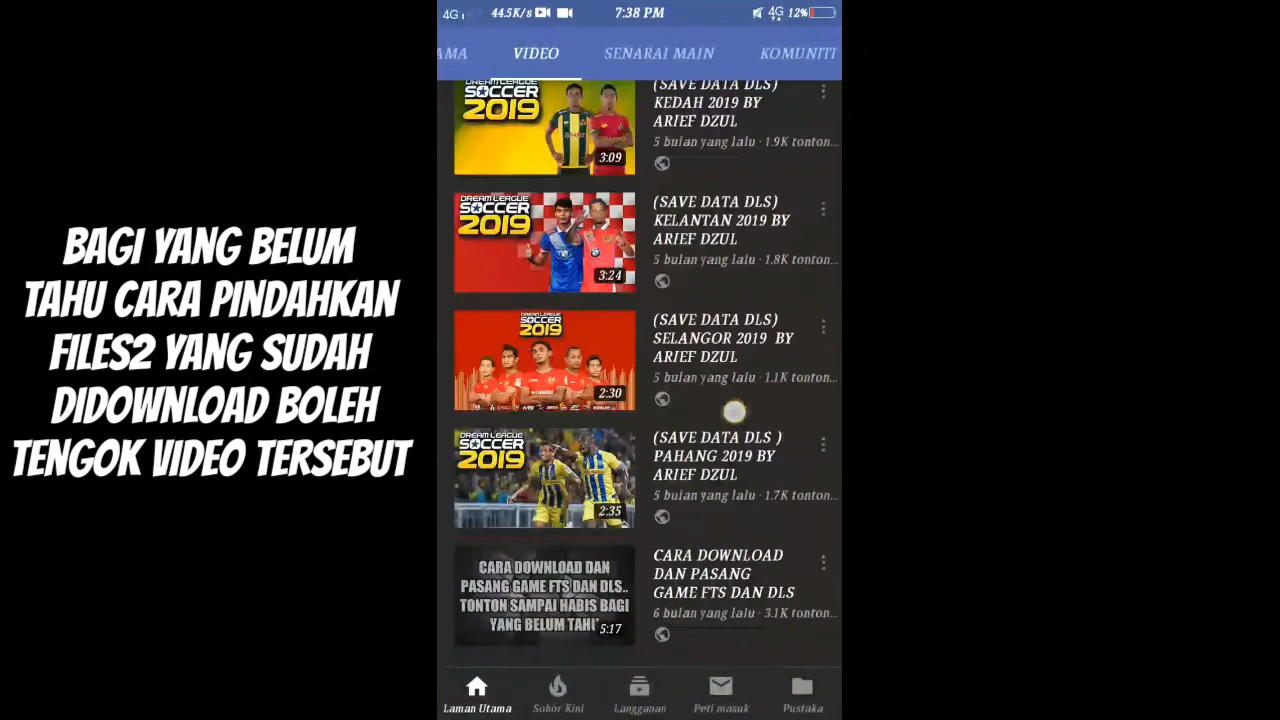 BAGI YANG BELUM
TAHU CARA PINDAHKAN
FILES2 YANG SUDAH
DIDOWNLOAD BOLEH
TENGOK VIDEO TERSEBUT
4G 44.5K/s 7:38 PM 4G 12%
AMA VIDEO SENARAI MAIN KOMUNITI
DREAM LEAGUE
SOCCER
2019
3:09
(SAVE DATA DLS)
KEDAH 2019 BY
ARIEF DZUL
5 bulan yang lalu · 1.9K tonton...
DREAM LEAGUE
SOCCER
2019
3:24
(SAVE DATA DLS)
KELANTAN 2019 BY
ARIEF DZUL
5 bulan yang lalu · 1.8K tonton...
DREAM LEAGUE
SOCCER
2019
2:30
(SAVE DATA DLS)
SELANGOR 2019 BY
ARIEF DZUL
5 bulan yang lalu · 1.1K tonton...
DREAM LEAGUE
SOCCER
2019
2:35
(SAVE DATA DLS )
PAHANG 2019 BY
ARIEF DZUL
5 bulan yang lalu · 1.7K tonton...
CARA DOWNLOAD DAN
PASANG GAME FTS DAN DLS..
TONTON SAMPAI HABIS BAGI
YANG BELUM TAHU
5:17
CARA DOWNLOAD
DAN PASANG
GAME FTS DAN DLS
6 bulan yang lalu · 3.1K tonton...
Laman Utama Sohor Kini Langganan Peti masuk Pustaka